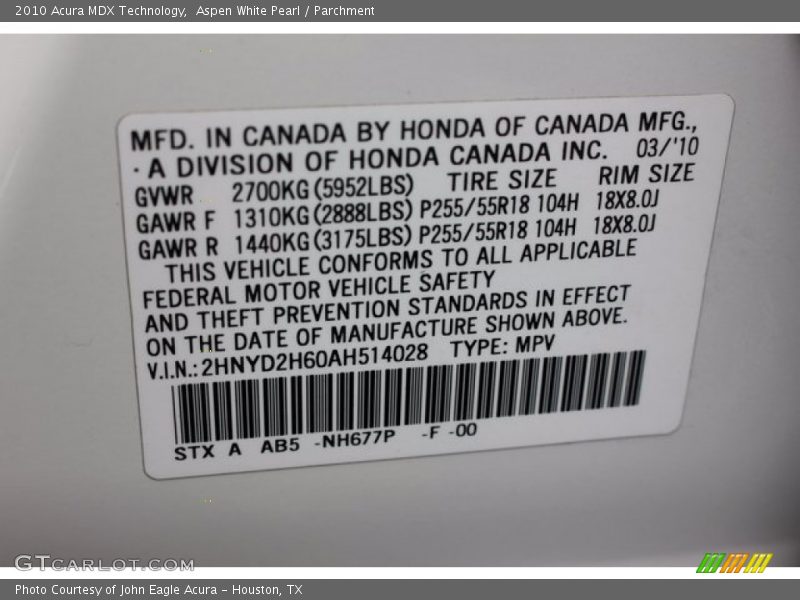 2010 Acura MDX Technology,  Aspen White Pearl / Parchment
MFD. IN CANADA BY HONDA OF CANADA MFG.,
· A DIVISION OF HONDA CANADA INC. 03/'10
GVWR 2700KG(5952LBS) TIRE SIZE RIM SIZE
GAWR F 1310KG(2888LBS) P255/55R18 104H 18X8.0J
GAWR R 1440KG(3175LBS) P255/55R18 104H 18X8.0J
THIS VEHICLE CONFORMS TO ALL APPLICABLE
FEDERAL MOTOR VEHICLE SAFETY
AND THEFT PREVENTION STANDARDS IN EFFECT
ON THE DATE OF MANUFACTURE SHOWN ABOVE.
V.I.N.:2HNYD2H60AH514028 TYPE: MPV
STX A AB5 -NH677P -F -00
GTCARLOT.COM
Photo Courtesy of John Eagle Acura - Houston, TX